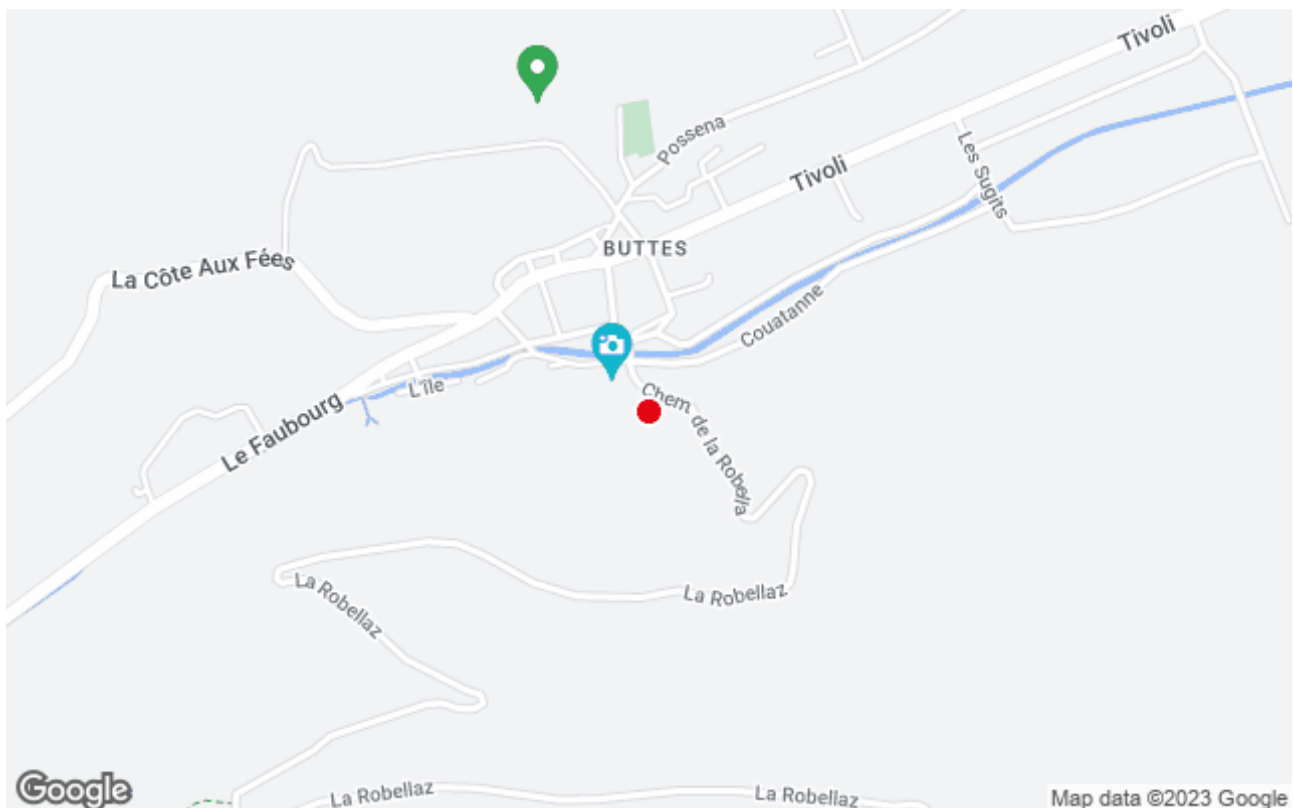 Tivoli
Possena
Les Sugits
Tivoli
BUTTES
La Côte Aux Fées
Couatanne
L'île
Chem. de la Robella
Le Faubourg
La Robellaz
La Robellaz
La Robellaz
La Robellaz
Google
Map data ©2023 Google